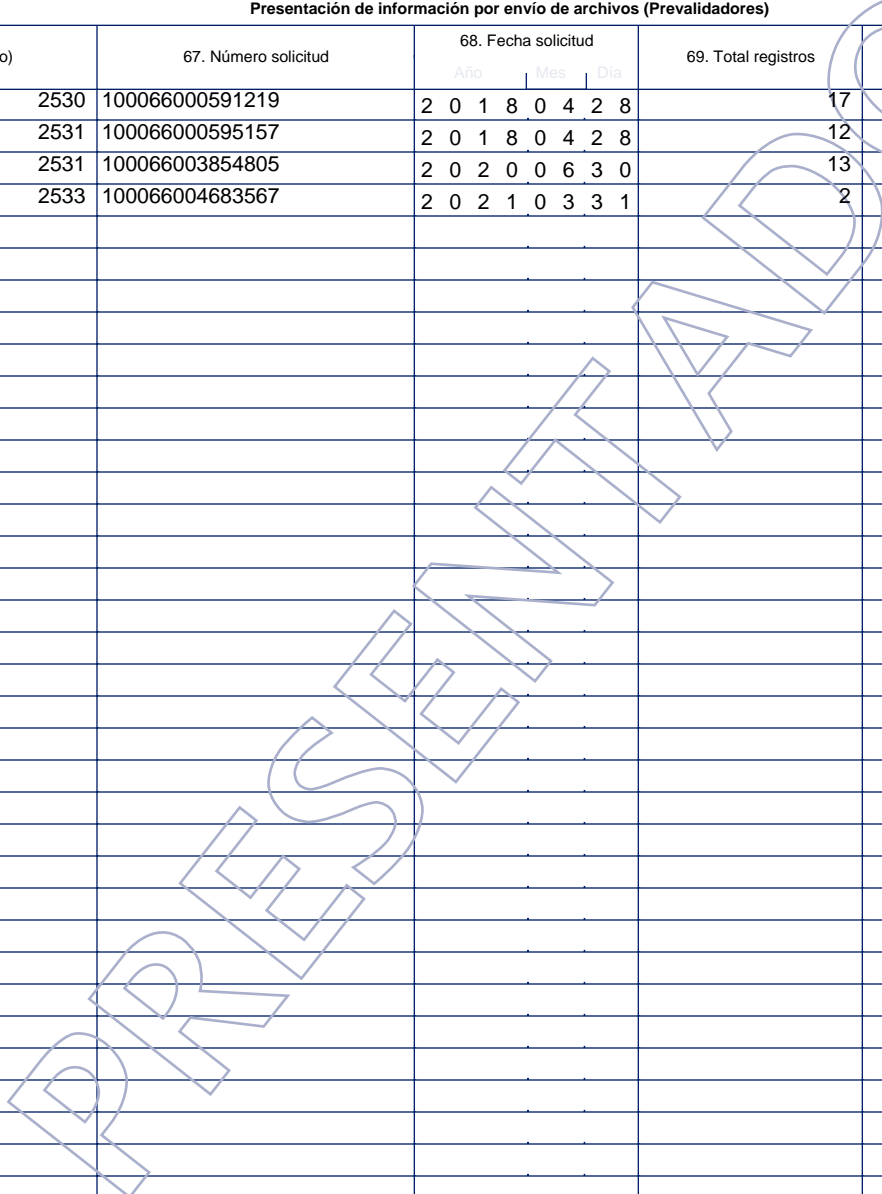 Presentación de información por envío de archivos (Prevalidadores)
o) 67. Número solicitud 68. Fecha solicitud 69. Total registros
Año Mes Día
2530 100066000591219 2 0 1 8 0 4 2 8 17
2531 100066000595157 2 0 1 8 0 4 2 8 12
2531 100066003854805 2 0 2 0 0 6 3 0 13
2533 100066004683567 2 0 2 1 0 3 3 1 2
PRESENTADO